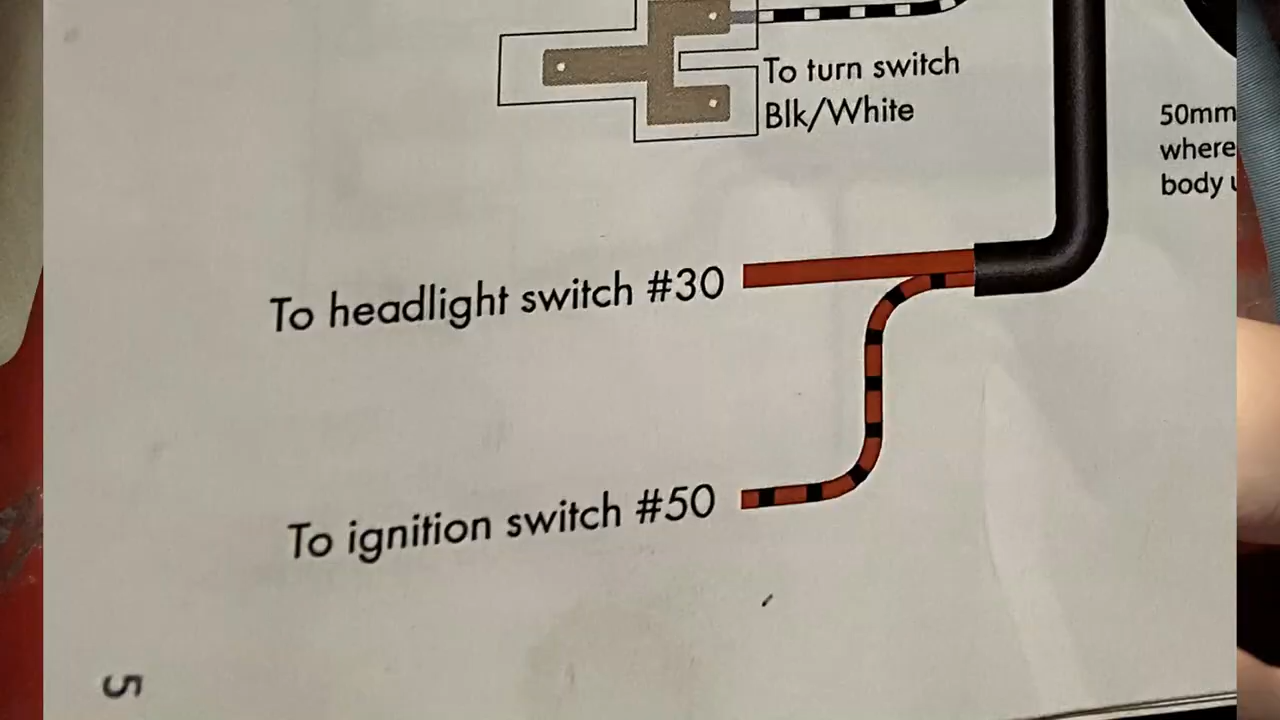 To turn switch
Blk/White
50mm
where
body
To headlight switch #30
To ignition switch #50
5